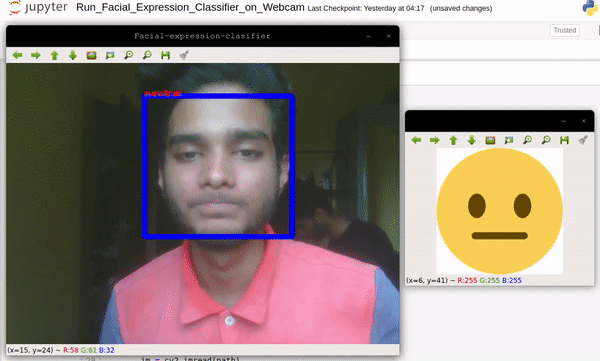 jupyter Run_Facial_Expression_Classifier_on_Webcam Last Checkpoint: Yesterday at 04:17 (unsaved changes)
Trusted
Facial-expression-clasifier
neutral
(x=6, y=41) ~ R:255 G:255 B:255
(x=15, y=24) ~ R:58 G:61 B:32
im = cv2.imread(path)